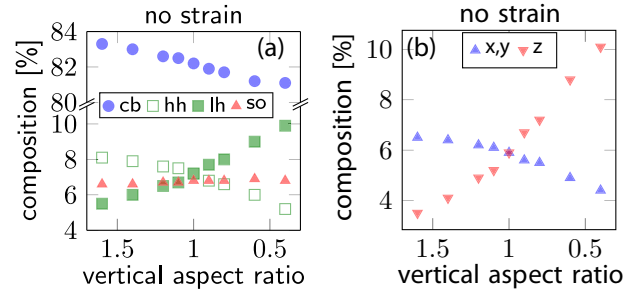 no strain
84
(a)
82
80
cb hh lh so
10
8
6
4
1.5 1 0.5
vertical aspect ratio
composition [%]
no strain
(b)
x,y z
10
8
6
4
1.5 1 0.5
vertical aspect ratio
composition [%]